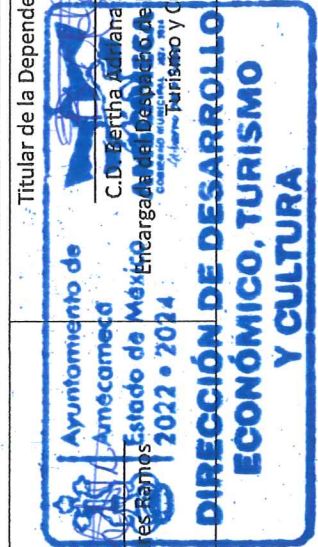 Titular de la Depende
Ayuntamiento de
Amecameca
Estado de México
2022 • 2024
C.D. Bertha Adriana
res Ramos
Encargada del Despacho de
Turismo y C
DIRECCIÓN DE DESARROLLO
ECONÓMICO, TURISMO
Y CULTURA